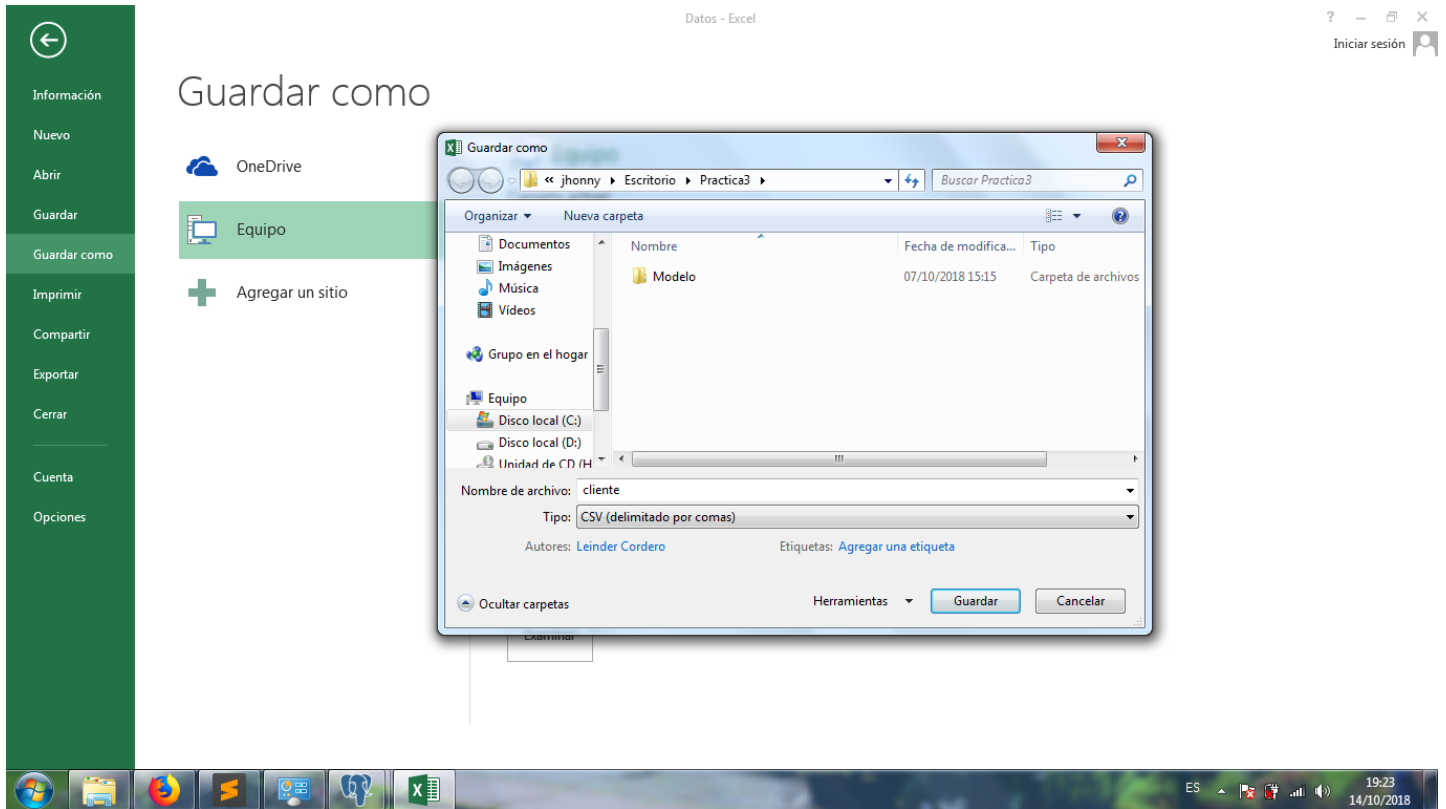 Datos - Excel
Iniciar sesión
Información
Nuevo
Abrir
Guardar
Guardar como
Imprimir
Compartir
Exportar
Cerrar
Cuenta
Opciones
Guardar como
OneDrive
Equipo
Agregar un sitio
Guardar como
« jhonny Escritorio Practica3
Buscar Practica3
Organizar Nueva carpeta
Documentos
Imágenes
Música
Vídeos
Grupo en el hogar
Equipo
Disco local (C:)
Disco local (D:)
Unidad de CD (H
Nombre Fecha de modifica... Tipo
Modelo 07/10/2018 15:15 Carpeta de archivos
Nombre de archivo: cliente
Tipo: CSV (delimitado por comas)
Autores: Leinder Cordero Etiquetas: Agregar una etiqueta
Ocultar carpetas Herramientas Guardar Cancelar
Examinar
ES 19:23
14/10/2018